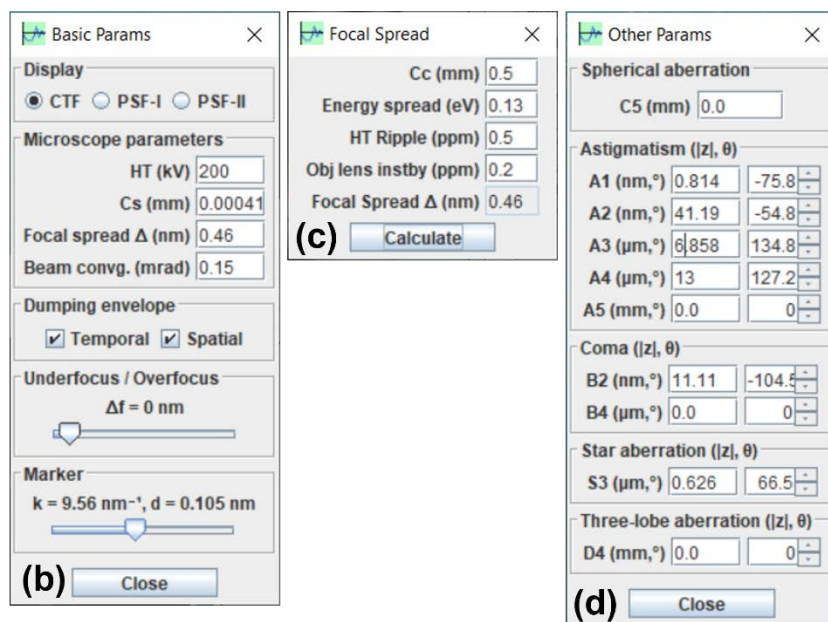 Basic Params
Display
CTF PSF-I PSF-II
Microscope parameters
HT (kV) 200
Cs (mm) 0.00041
Focal spread Δ (nm) 0.46
Beam convg. (mrad) 0.15
Dumping envelope
Temporal Spatial
Underfocus / Overfocus
Δf = 0 nm
Marker
k = 9.56 nm⁻¹, d = 0.105 nm
(b) Close
Focal Spread
Cc (mm) 0.5
Energy spread (eV) 0.13
HT Ripple (ppm) 0.5
Obj lens instby (ppm) 0.2
Focal Spread Δ (nm) 0.46
(c) Calculate
Other Params
Spherical aberration
C5 (mm) 0.0
Astigmatism (|z|, θ)
A1 (nm,°) 0.814 -75.8
A2 (nm,°) 41.19 -54.8
A3 (μm,°) 6.858 134.8
A4 (μm,°) 13 127.2
A5 (mm,°) 0.0 0
Coma (|z|, θ)
B2 (nm,°) 11.11 -104.5
B4 (μm,°) 0.0 0
Star aberration (|z|, θ)
S3 (μm,°) 0.626 66.5
Three-lobe aberration (|z|, θ)
D4 (mm,°) 0.0 0
(d) Close